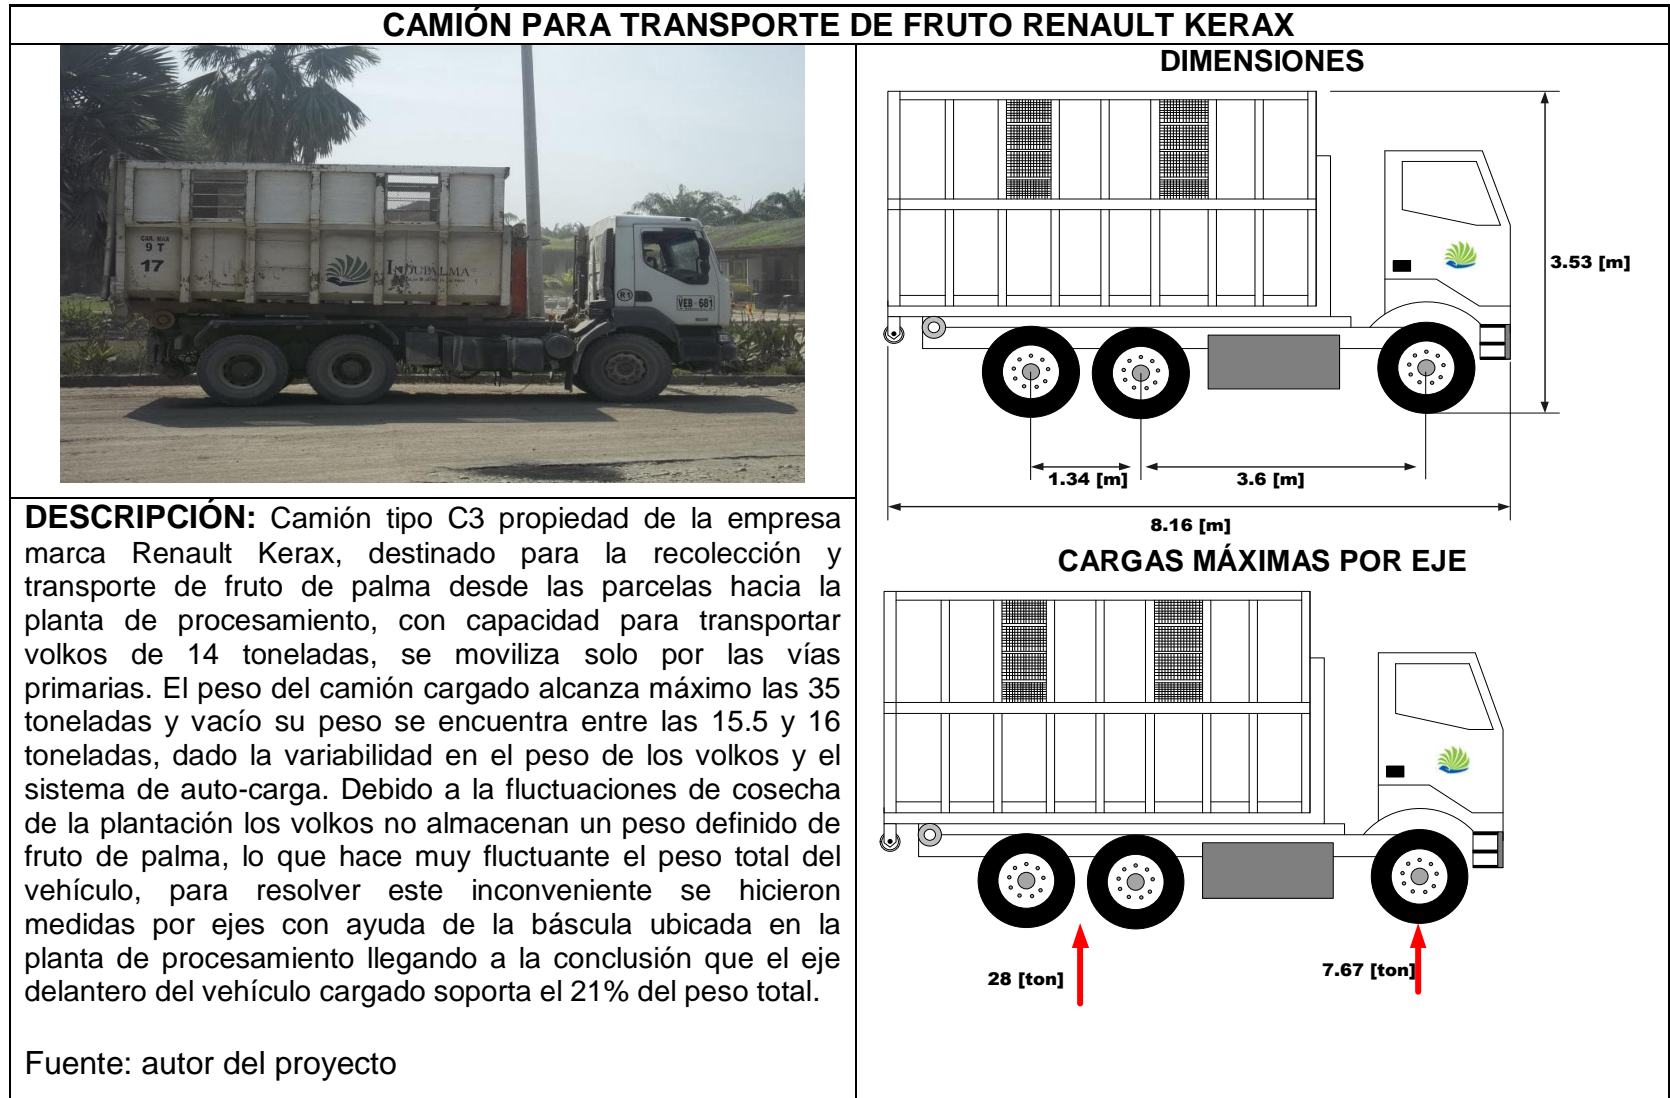 CAMIÓN PARA TRANSPORTE DE FRUTO RENAULT KERAX
CAR. MAX
9 T
17
INDUPALMA
R1
VEB-681
DESCRIPCIÓN: Camión tipo C3 propiedad de la empresa
marca Renault Kerax, destinado para la recolección y
transporte de fruto de palma desde las parcelas hacia la
planta de procesamiento, con capacidad para transportar
volkos de 14 toneladas, se moviliza solo por las vías
primarias. El peso del camión cargado alcanza máximo las 35
toneladas y vacío su peso se encuentra entre las 15.5 y 16
toneladas, dado la variabilidad en el peso de los volkos y el
sistema de auto-carga. Debido a la fluctuaciones de cosecha
de la plantación los volkos no almacenan un peso definido de
fruto de palma, lo que hace muy fluctuante el peso total del
vehículo, para resolver este inconveniente se hicieron
medidas por ejes con ayuda de la báscula ubicada en la
planta de procesamiento llegando a la conclusión que el eje
delantero del vehículo cargado soporta el 21% del peso total.
Fuente: autor del proyecto
DIMENSIONES
3.53 [m]
1.34 [m]
3.6 [m]
8.16 [m]
CARGAS MÁXIMAS POR EJE
28 [ton]
7.67 [ton]